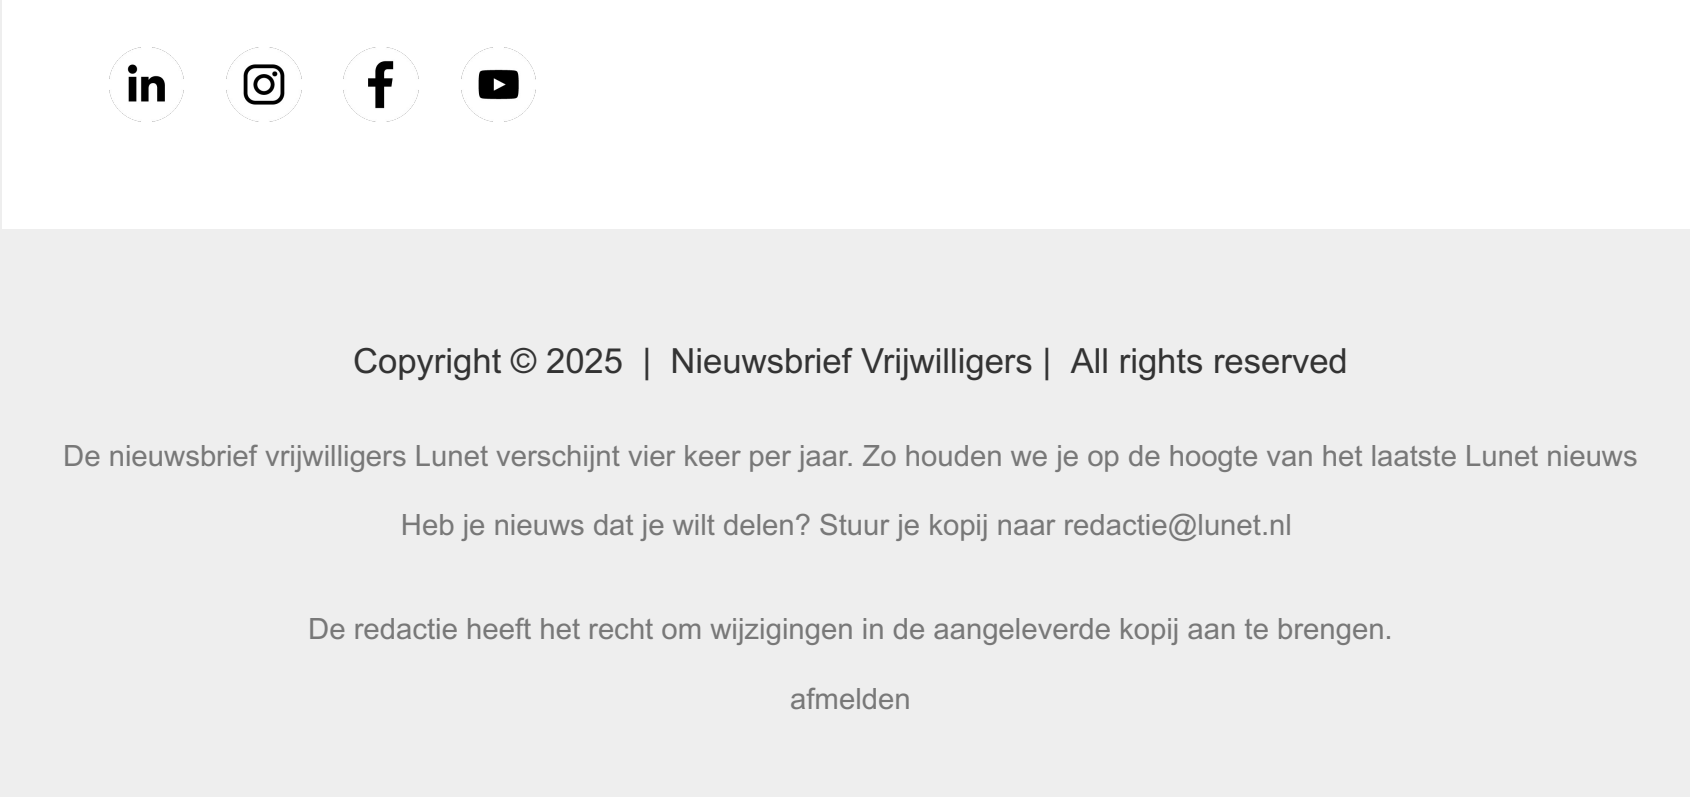 Copyright © 2025 | Nieuwsbrief Vrijwilligers | All rights reserved
De nieuwsbrief vrijwilligers Lunet verschijnt vier keer per jaar. Zo houden we je op de hoogte van het laatste Lunet nieuws
Heb je nieuws dat je wilt delen? Stuur je kopij naar redactie@lunet.nl
De redactie heeft het recht om wijzigingen in de aangeleverde kopij aan te brengen.
afmelden